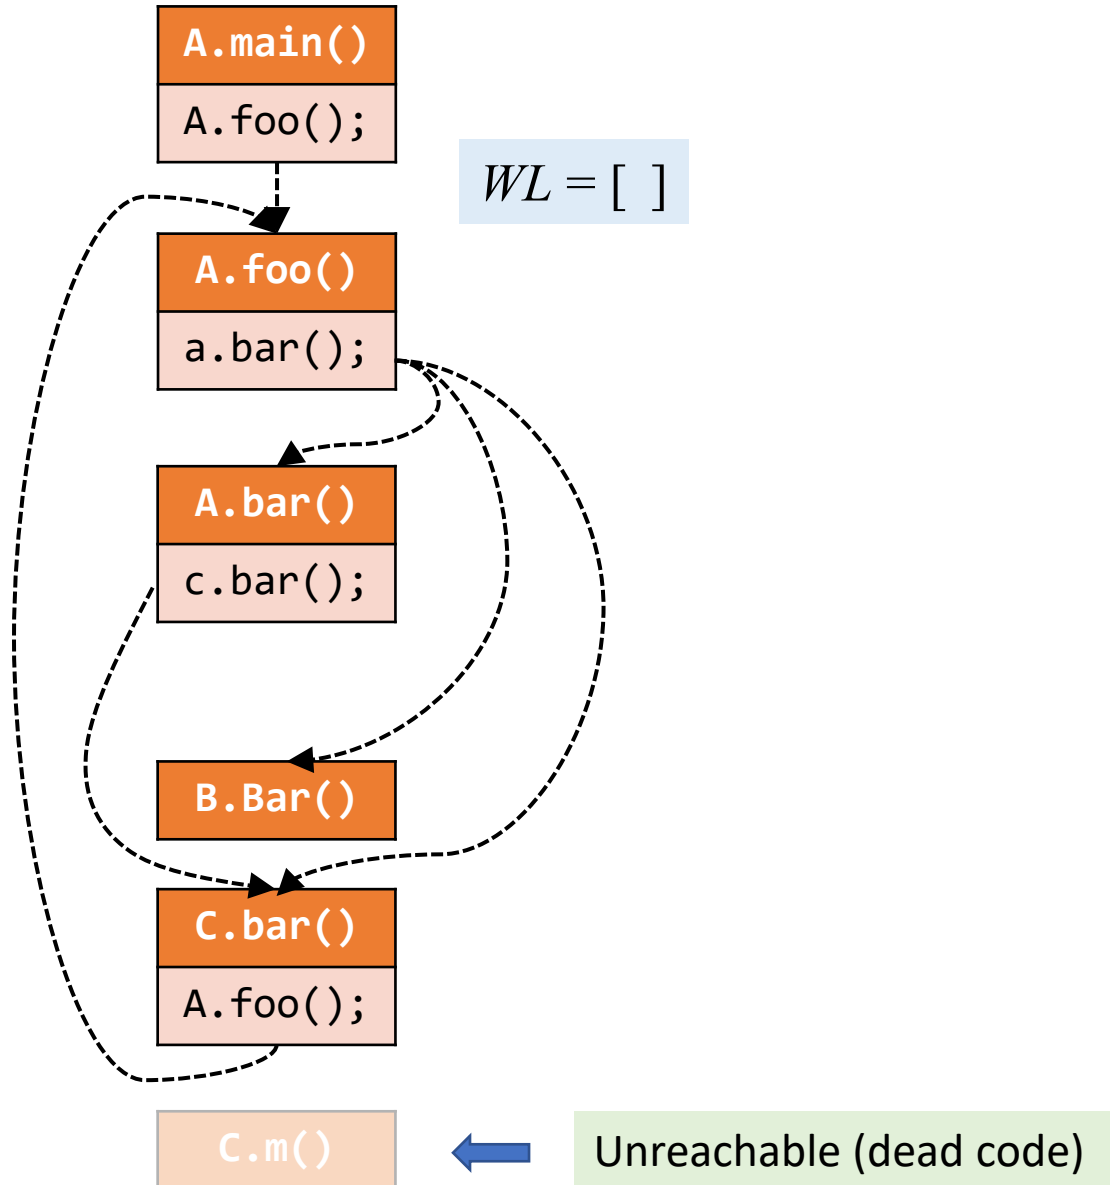 A.main()
A.foo();
WL = [ ]
A.foo()
a.bar();
A.bar()
c.bar();
B.Bar()
C.bar()
A.foo();
C.m()
Unreachable (dead code)